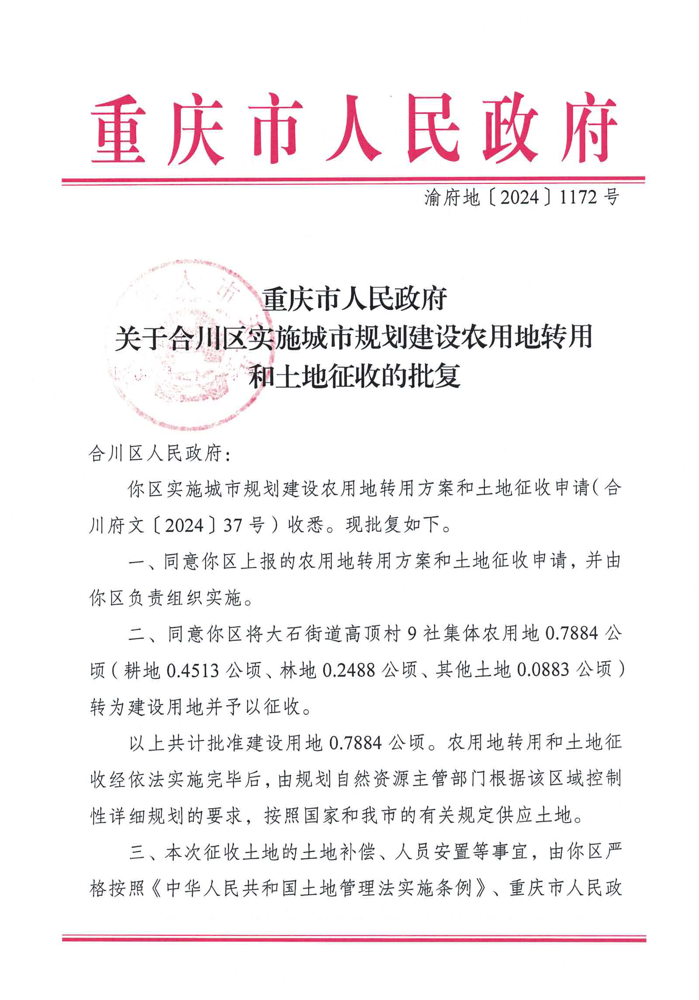 重庆市人民政府
渝府地〔2024〕1172号
重庆市人民政府
关于合川区实施城市规划建设农用地转用
和土地征收的批复
合川区人民政府：
你区实施城市规划建设农用地转用方案和土地征收申请（合
川府文〔2024〕37号）收悉。现批复如下。
一、同意你区上报的农用地转用方案和土地征收申请，并由
你区负责组织实施。
二、同意你区将大石街道高顶村9社集体农用地0.7884公
顷（耕地0.4513公顷、林地0.2488公顷、其他土地0.0883公顷）
转为建设用地并予以征收。
以上共计批准建设用地0.7884公顷。农用地转用和土地征
收经依法实施完毕后，由规划自然资源主管部门根据该区域控制
性详细规划的要求，按照国家和我市的有关规定供应土地。
三、本次征收土地的土地补偿、人员安置等事宜，由你区严
格按照《中华人民共和国土地管理法实施条例》、重庆市人民政